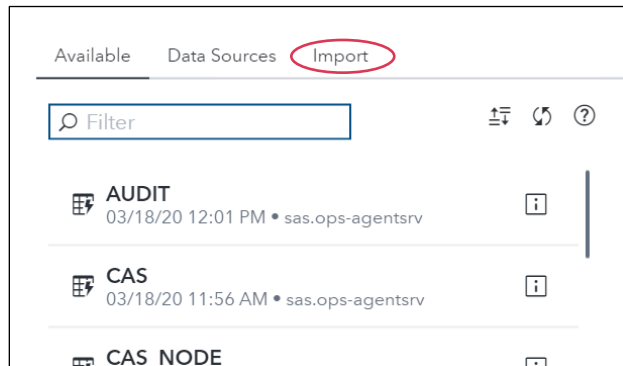 Available Data Sources Import
Filter
AUDIT
03/18/20 12:01 PM • sas.ops-agentsrv
CAS
03/18/20 11:56 AM • sas.ops-agentsrv
CAS_NODE